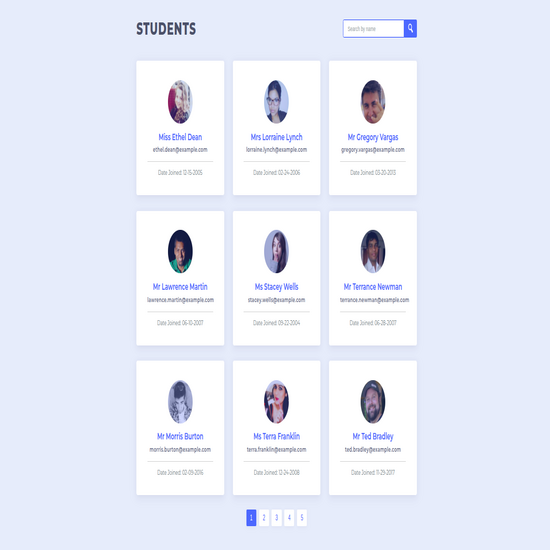 STUDENTS
Search by name
Miss Ethel Dean
ethel.dean@example.com
Date Joined: 12-15-2005
Mrs Lorraine Lynch
lorraine.lynch@example.com
Date Joined: 02-24-2006
Mr Gregory Vargas
gregory.vargas@example.com
Date Joined: 03-20-2013
Mr Lawrence Martin
lawrence.martin@example.com
Date Joined: 06-10-2007
Ms Stacey Wells
stacey.wells@example.com
Date Joined: 09-22-2004
Mr Terrance Newman
terrance.newman@example.com
Date Joined: 06-28-2007
Mr Morris Burton
morris.burton@example.com
Date Joined: 02-09-2016
Ms Terra Franklin
terra.franklin@example.com
Date Joined: 12-24-2008
Mr Ted Bradley
ted.bradley@example.com
Date Joined: 11-29-2017
1 2 3 4 5